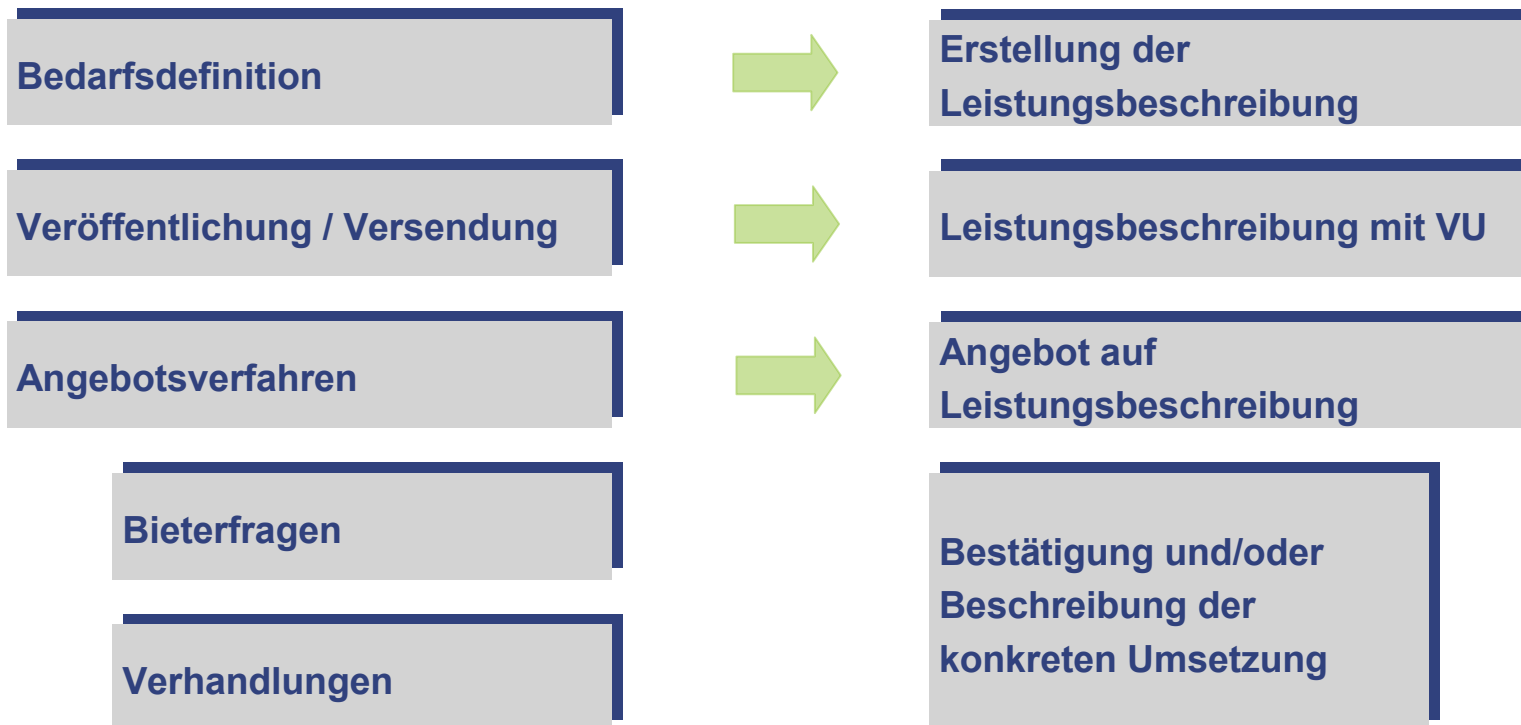 Bedarfsdefinition
Erstellung der
Leistungsbeschreibung
Veröffentlichung / Versendung
Leistungsbeschreibung mit VU
Angebotsverfahren
Angebot auf
Leistungsbeschreibung
Bieterfragen
Verhandlungen
Bestätigung und/oder
Beschreibung der
konkreten Umsetzung